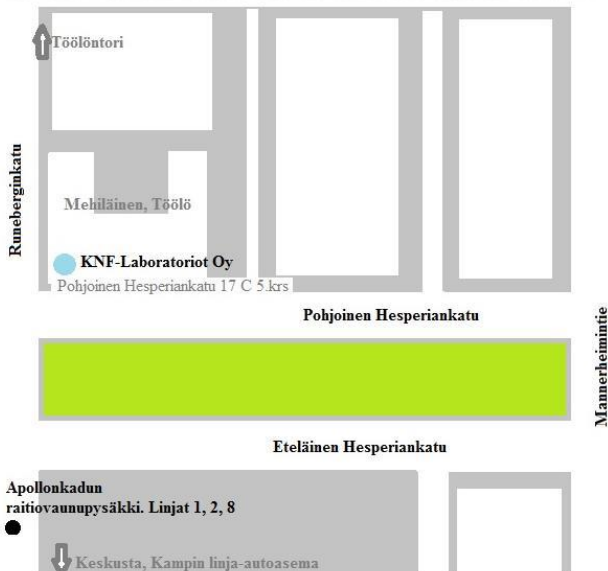 Töölöntori
Runeberginkatu
Mehiläinen, Töölö
KNF-Laboratoriot Oy
Pohjoinen Hesperiankatu 17 C 5.krs
Pohjoinen Hesperiankatu
Mannerheimintie
Eteläinen Hesperiankatu
Apollonkadun
raitiovaunupysäkki. Linjat 1, 2, 8
Keskusta, Kampin linja-autoasema